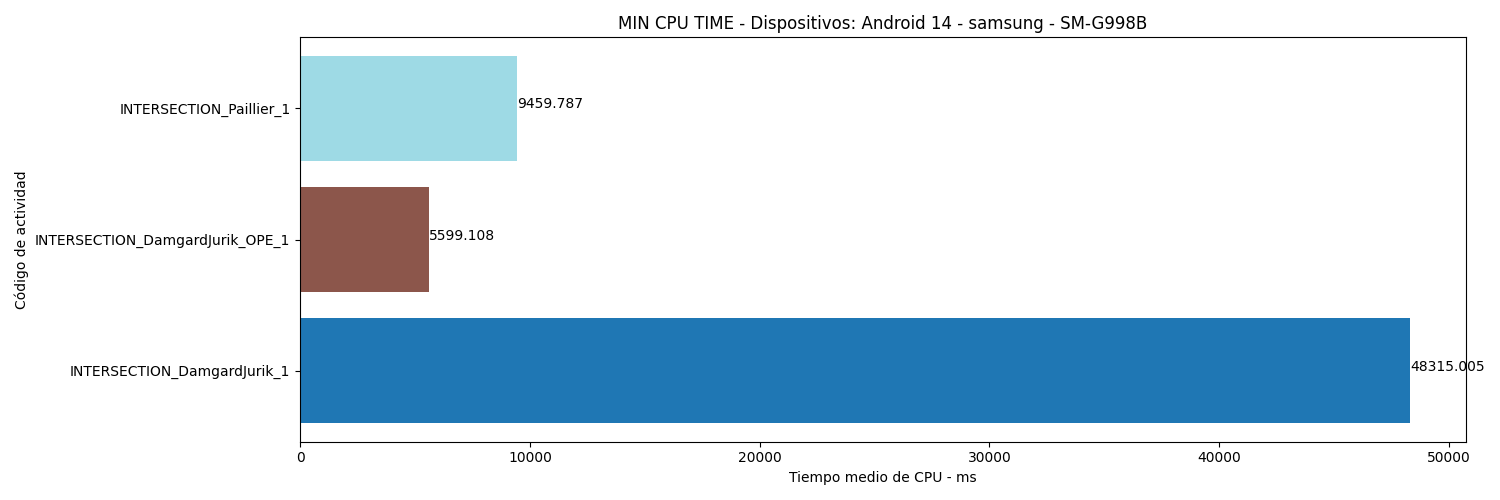 MIN CPU TIME - Dispositivos: Android 14 - samsung - SM-G998B
Código de actividad
INTERSECTION_Paillier_1
9459.787
INTERSECTION_DamgardJurik_OPE_1
5599.108
INTERSECTION_DamgardJurik_1
48315.005
0 10000 20000 30000 40000 50000
Tiempo medio de CPU - ms